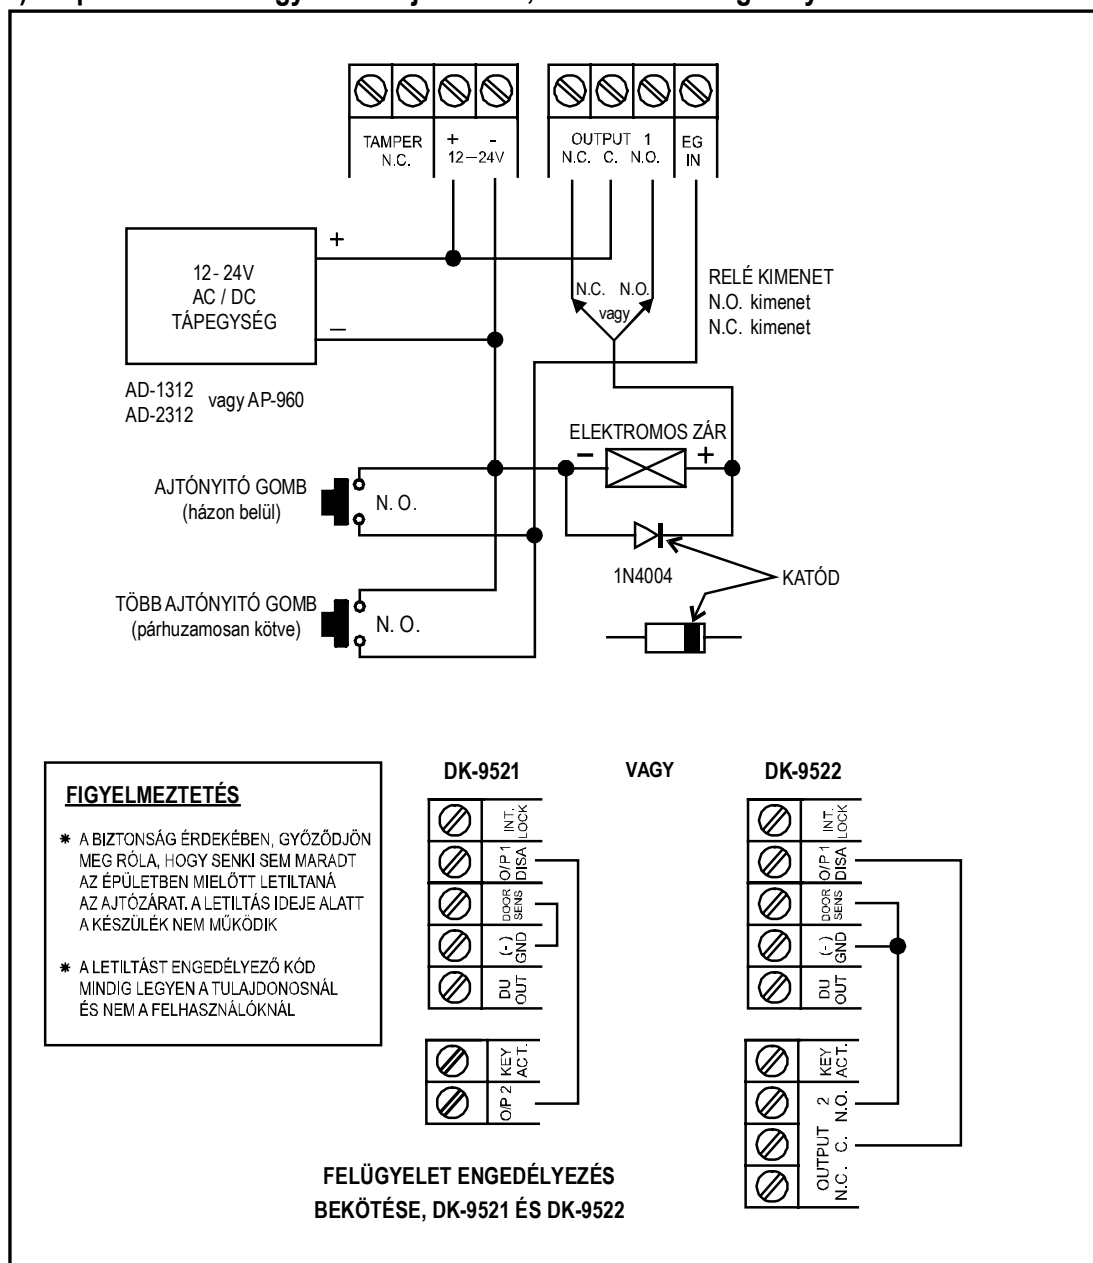 TAMPER
N.C.
+ -
12-24V
OUTPUT 1
N.C. C. N.O.
EG
IN
+
12-24V
AC / DC
TÁPEGYSÉG
–
AD-1312
AD-2312
vagy AP-960
N.C. N.O.
vagy
RELÉ KIMENET
N.O. kimenet
N.C. kimenet
ELEKTROMOS ZÁR
– +
AJTÓNYITÓ GOMB
(házon belül)
N. O.
1N4004
KATÓD
TÖBB AJTÓNYITÓ GOMB
(párhuzamosan kötve)
N. O.
FIGYELMEZTETÉS
* A BIZTONSÁG ÉRDEKÉBEN, GYŐZŐDJÖN
MEG RÓLA, HOGY SENKI SEM MARADT
AZ ÉPÜLETBEN MIELŐTT LETILTANÁ
AZ AJTÓZÁRAT. A LETILTÁS IDEJE ALATT
A KÉSZÜLÉK NEM MŰKÖDIK
* A LETILTÁST ENGEDÉLYEZŐ KÓD
MINDIG LEGYEN A TULAJDONOSNÁL
ÉS NEM A FELHASZNÁLÓKNÁL
DK-9521 VAGY DK-9522
INT.
LOCK
O/P 1
DISA
DOOR
SENS
(-)
GND
DU
OUT
KEY
ACT.
O/P 2
INT.
LOCK
O/P 1
DISA
DOOR
SENS
(-)
GND
DU
OUT
KEY
ACT.
OUTPUT 2
N.C. C. N.O.
FELÜGYELET ENGEDÉLYEZÉS
BEKÖTÉSE, DK-9521 ÉS DK-9522